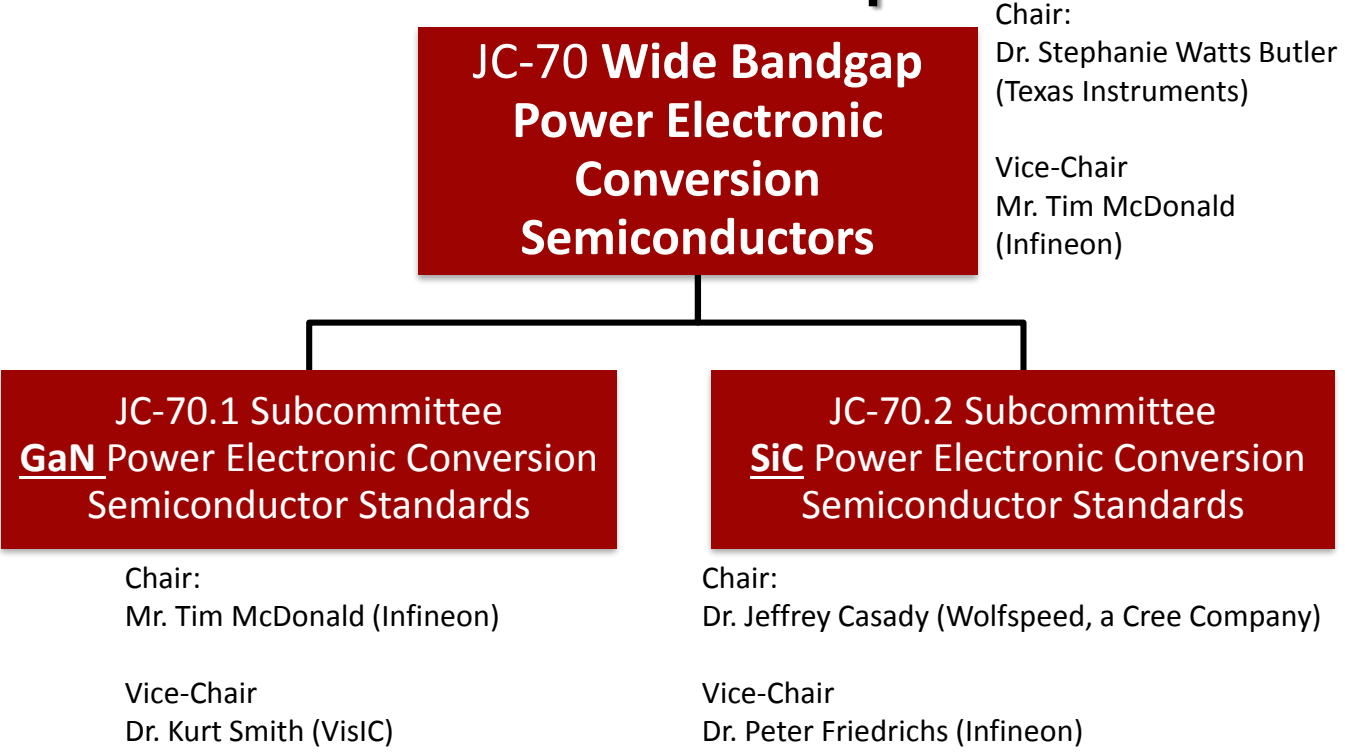 JC-70 Wide Bandgap
Power Electronic
Conversion
Semiconductors
Chair:
Dr. Stephanie Watts Butler
(Texas Instruments)
Vice-Chair
Mr. Tim McDonald
(Infineon)
JC-70.1 Subcommittee
GaN Power Electronic Conversion
Semiconductor Standards
Chair:
Mr. Tim McDonald (Infineon)
Vice-Chair
Dr. Kurt Smith (VisIC)
JC-70.2 Subcommittee
SiC Power Electronic Conversion
Semiconductor Standards
Chair:
Dr. Jeffrey Casady (Wolfspeed, a Cree Company)
Vice-Chair
Dr. Peter Friedrichs (Infineon)